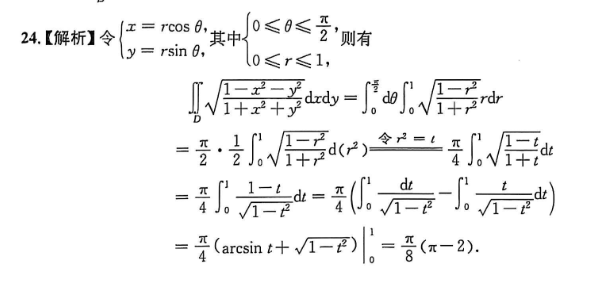 24.【解析】令{x = rcos θ, y = rsin θ, 其中{0≤θ≤π/2, 0≤r≤1, 则有
∬_D √((1-x²-y²)/(1+x²+y²)) dxdy = ∫_0^{π/2} dθ ∫_0^1 √((1-r²)/(1+r²)) rdr
= π/2 · 1/2 ∫_0^1 √((1-r²)/(1+r²)) d(r²) =令 r² = t= π/4 ∫_0^1 √((1-t)/(1+t)) dt
= π/4 ∫_0^1 (1-t)/√(1-t²) dt = π/4 (∫_0^1 dt/√(1-t²) - ∫_0^1 t/√(1-t²) dt)
= π/4 (arcsin t + √(1-t²))|_0^1 = π/8 (π-2).